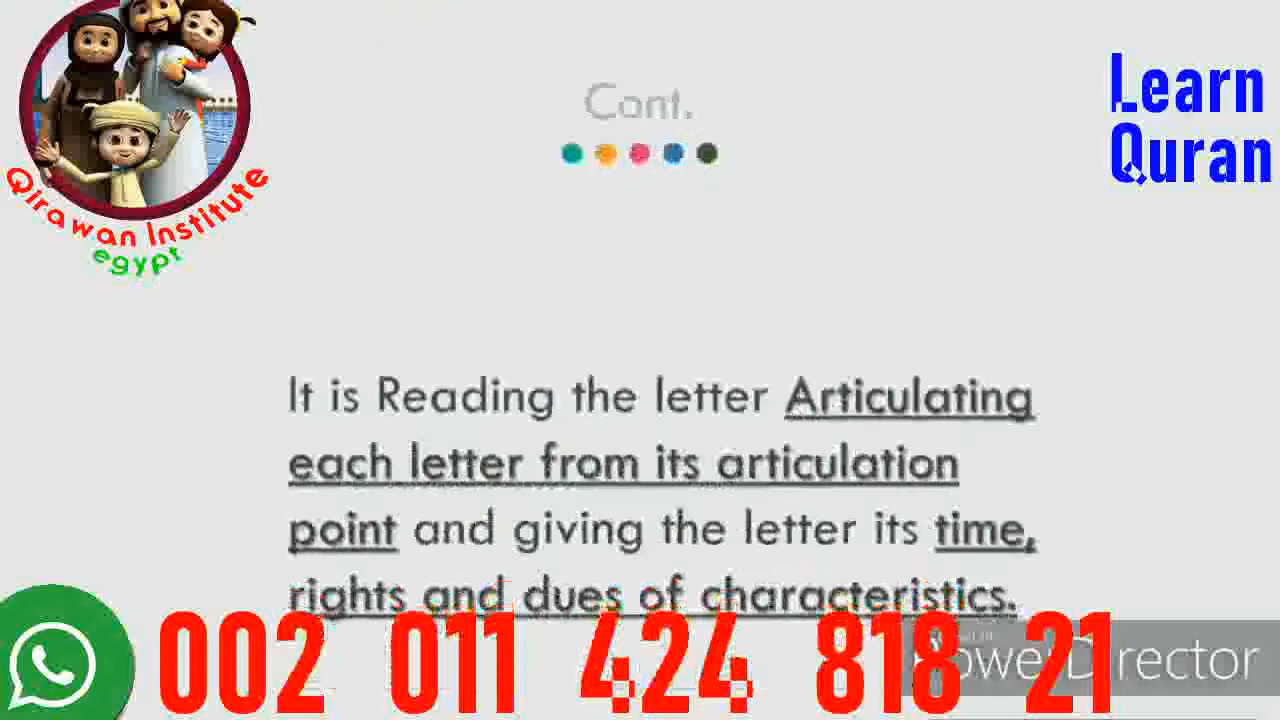 Cont.
Learn
Quran
Qirawan Institute
egypt
It is Reading the letter Articulating
each letter from its articulation
point and giving the letter its time,
rights and dues of characteristics.
002 011 424 818 21
PowerDirector